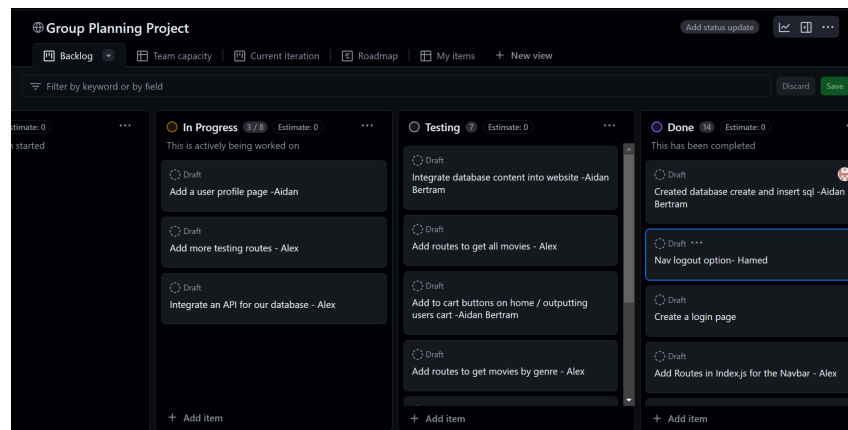 Group Planning Project
Add status update
Backlog
Team capacity
Current iteration
Roadmap
My items
+ New view
Filter by keyword or by field
Discard
Save
Estimate: 0
started
In Progress 3 / 8 Estimate: 0
This is actively being worked on
Draft
Add a user profile page -Aidan
Draft
Add more testing routes - Alex
Draft
Integrate an API for our database - Alex
+ Add item
Testing 7 Estimate: 0
Draft
Integrate database content into website -Aidan
Bertram
Draft
Add routes to get all movies - Alex
Draft
Add to cart buttons on home / outputting
users cart -Aidan Bertram
Draft
Add routes to get movies by genre - Alex
+ Add item
Done 14 Estimate: 0
This has been completed
Draft
Created database create and insert sql -Aidan
Bertram
Draft
Nav logout option- Hamed
Draft
Create a login page
Draft
Add Routes in Index.js for the Navbar - Alex
+ Add item